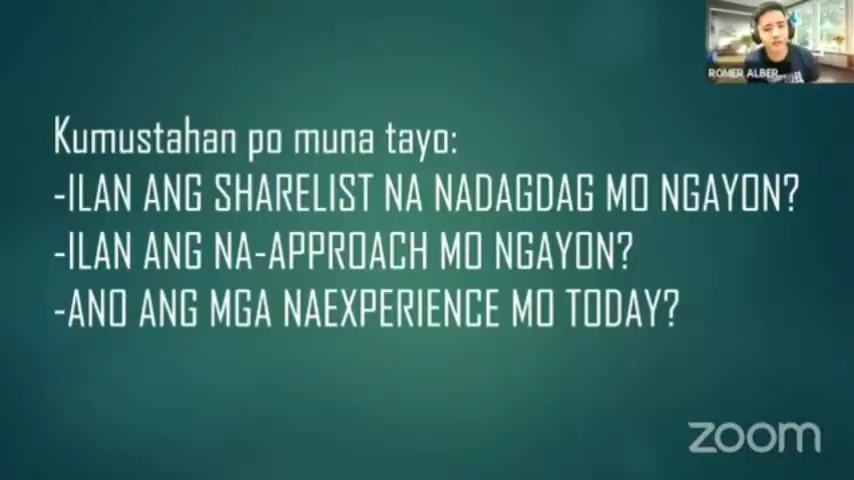 ROMER ALBER...
Kumustahan po muna tayo:
-ILAN ANG SHARELIST NA NADAGDAG MO NGAYON?
-ILAN ANG NA-APPROACH MO NGAYON?
-ANO ANG MGA NAEXPERIENCE MO TODAY?
zoom